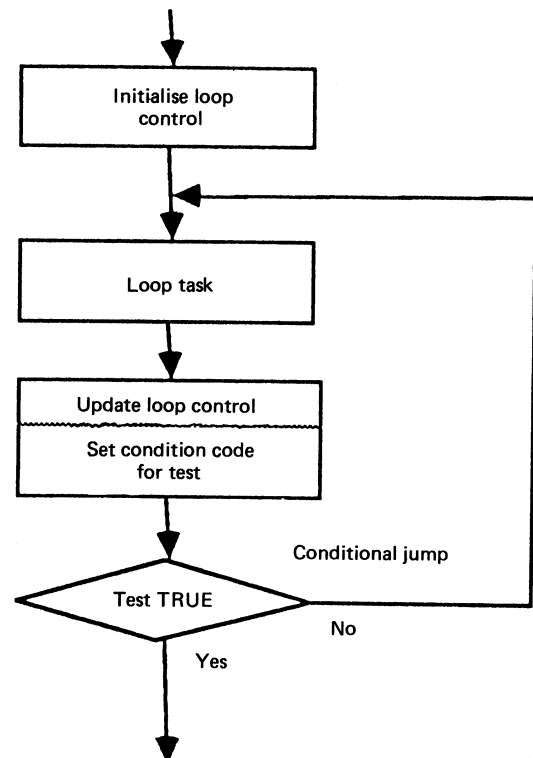 Initialise loop
control
Loop task
Update loop control
Set condition code
for test
Conditional jump
Test TRUE
No
Yes